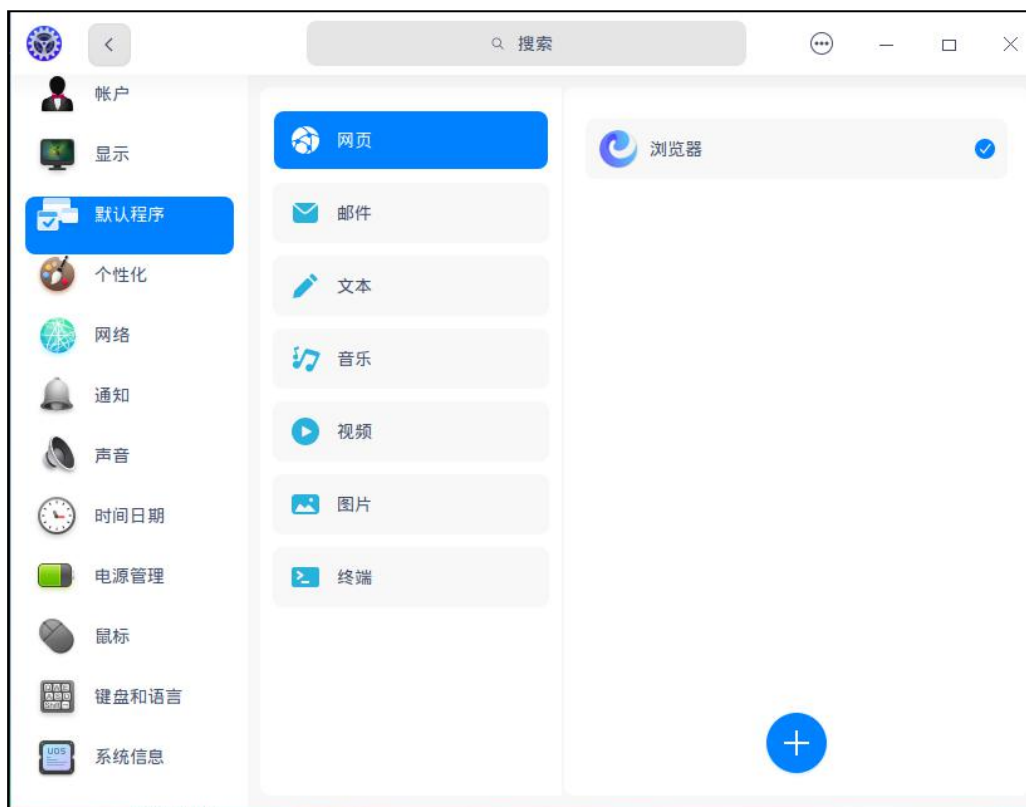 搜索
帐户
显示
默认程序
个性化
网络
通知
声音
时间日期
电源管理
鼠标
键盘和语言
UOS
系统信息
网页
邮件
文本
音乐
视频
图片
终端
浏览器